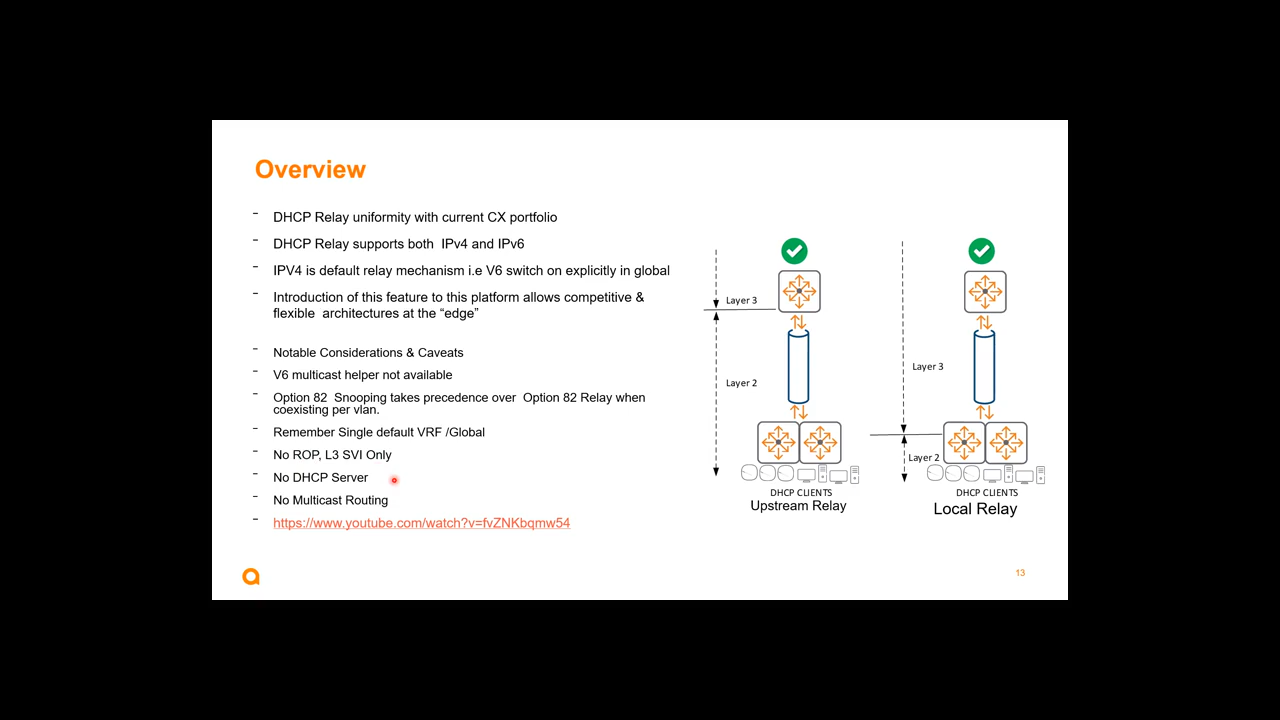 Overview
- DHCP Relay uniformity with current CX portfolio
- DHCP Relay supports both  IPv4 and IPv6
- IPV4 is default relay mechanism i.e V6 switch on explicitly in global
- Introduction of this feature to this platform allows competitive &
flexible  architectures at the “edge”
- Notable Considerations & Caveats
- V6 multicast helper not available
- Option 82  Snooping takes precedence over  Option 82 Relay when
coexisting per vlan.
- Remember Single default VRF /Global
- No ROP, L3 SVI Only
- No DHCP Server
- No Multicast Routing
- https://www.youtube.com/watch?v=fvZNKbqmw54
Layer 3
Layer 2
DHCP CLIENTS
Upstream Relay
Layer 3
Layer 2
DHCP CLIENTS
Local Relay
13